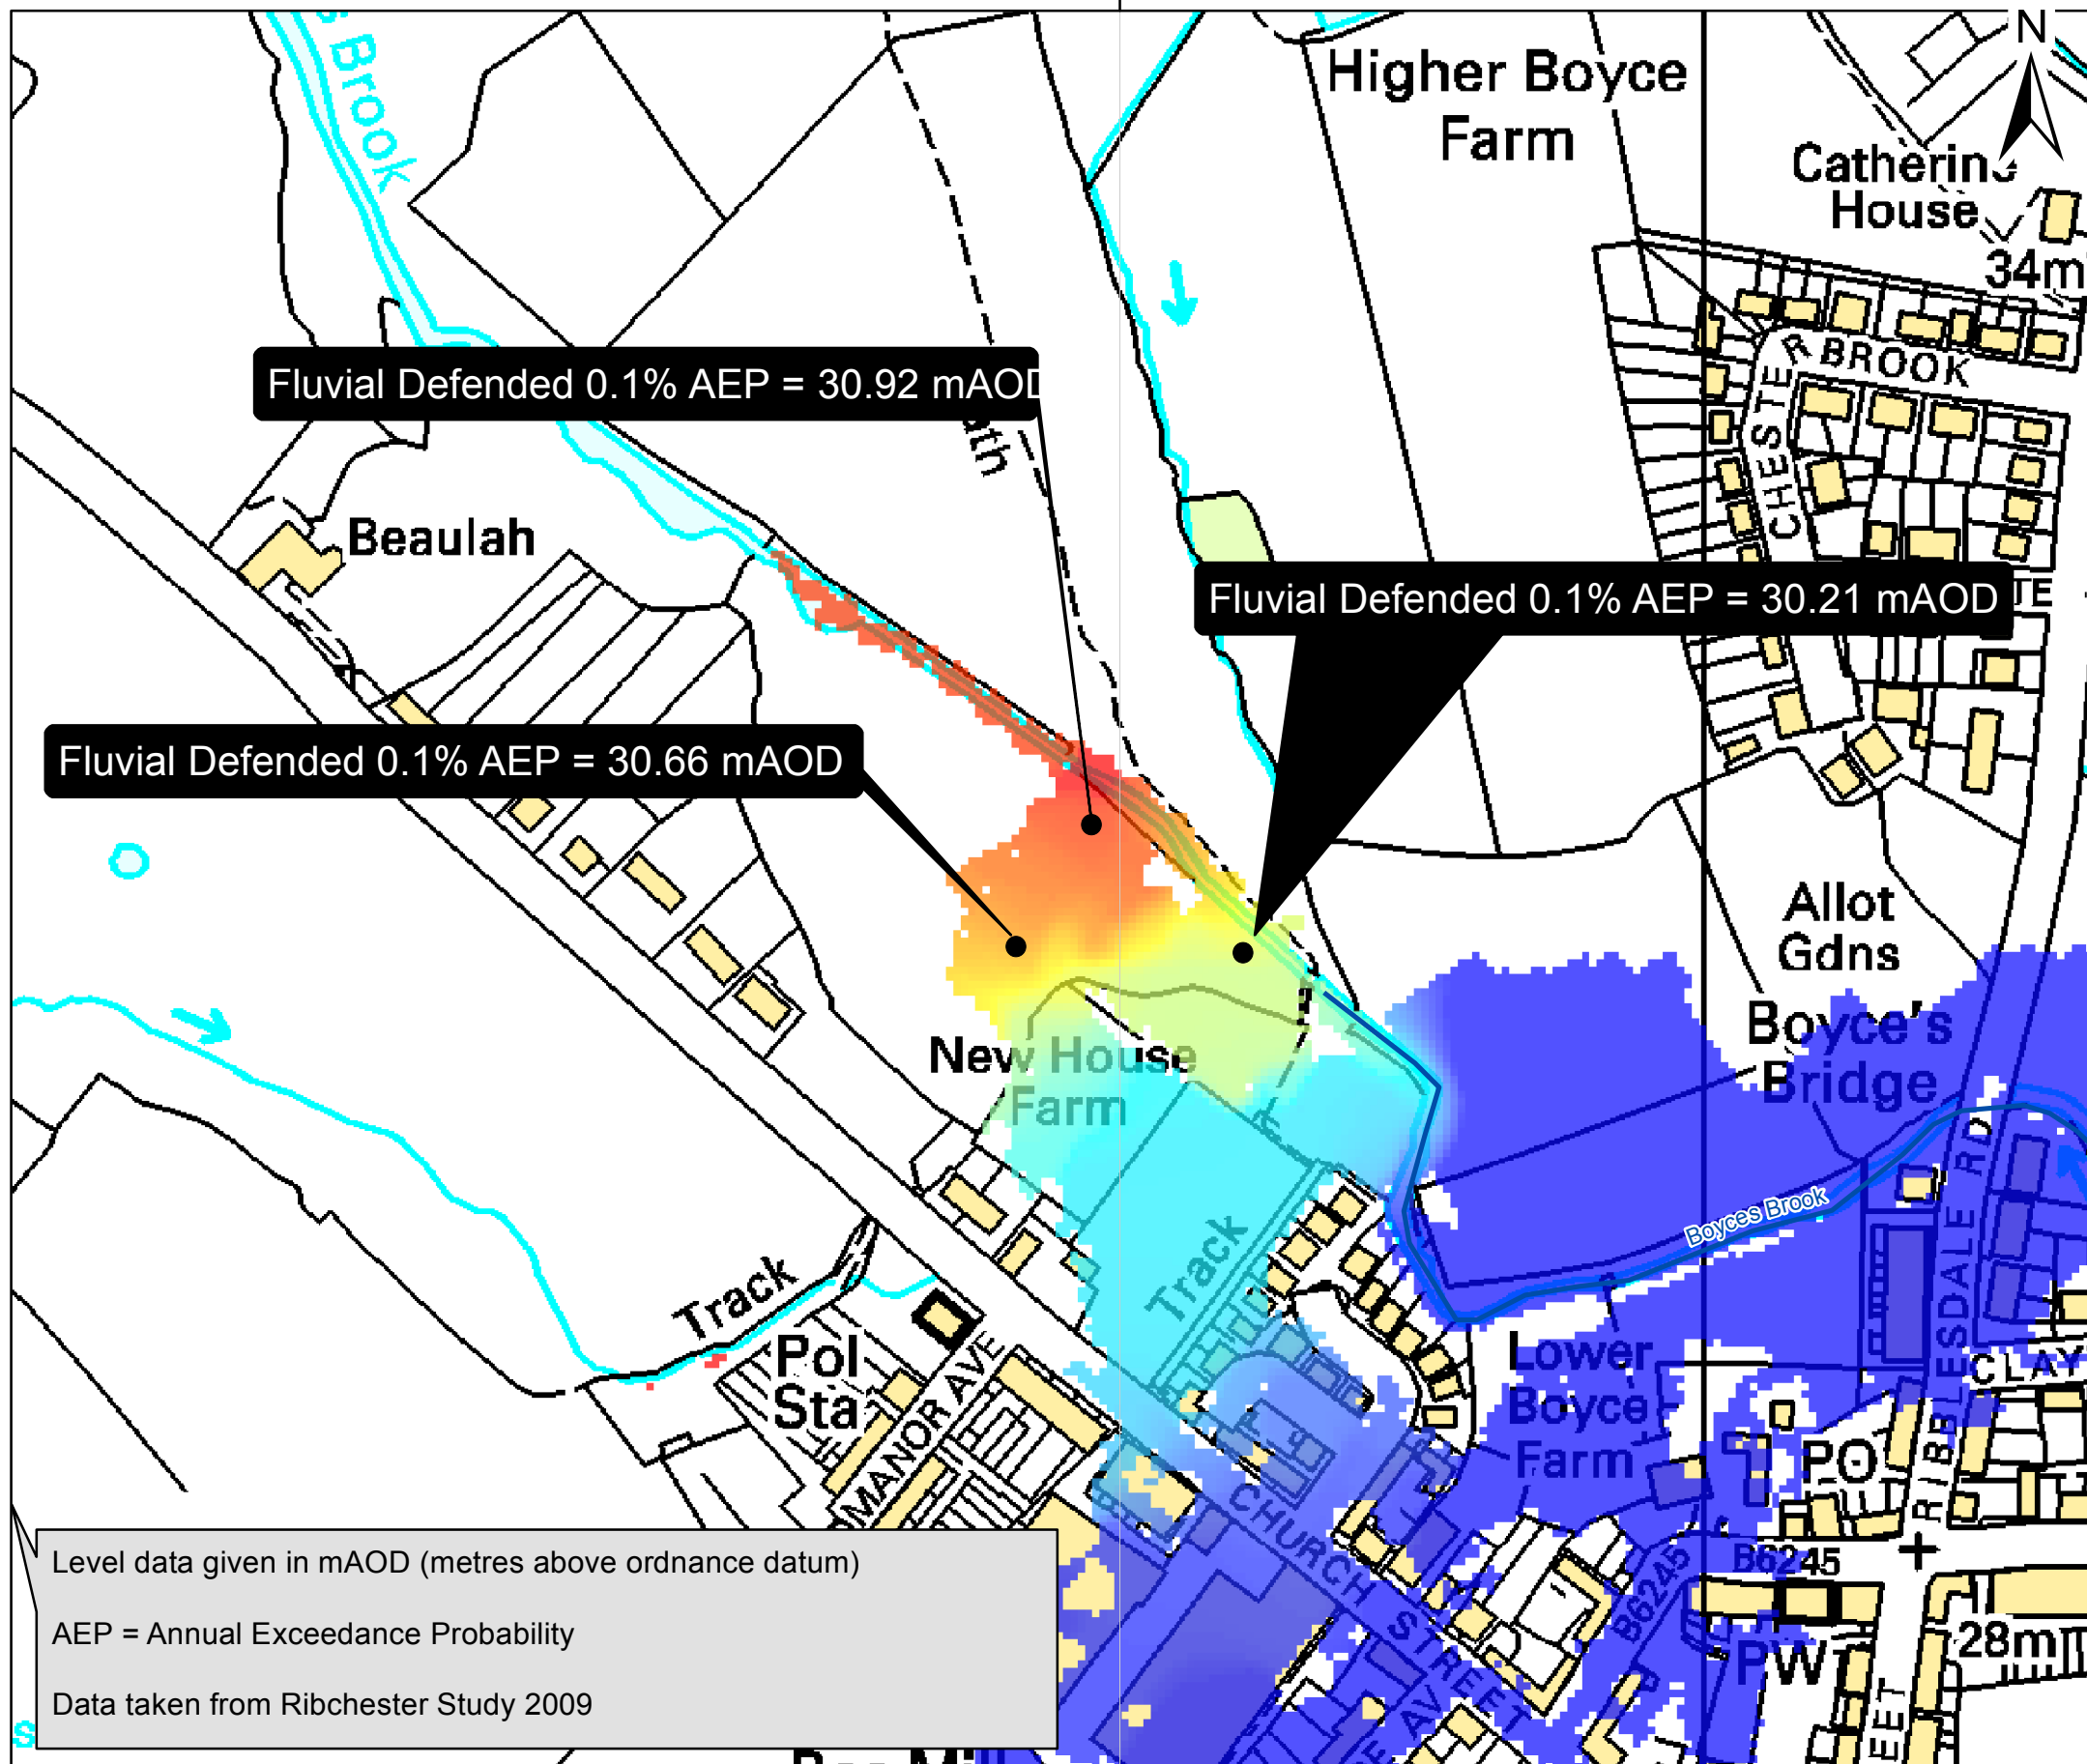 N
Brook
Higher Boyce
Farm
Catherine
House
34m
BROOK
CHESTER
Fluvial Defended 0.1% AEP = 30.92 mAOD
Beaulah
Fluvial Defended 0.1% AEP = 30.21 mAOD
Fluvial Defended 0.1% AEP = 30.66 mAOD
Allot
Gdns
New House
Farm
Boyce's
Bridge
Boyces Brook
RIBBLESDALE RD
Track
Track
Pol
Sta
MANOR AVE
Lower
Boyce
Farm
CLAY
PO
CHURCH STREET
B6245
B6245
PW
28m
Level data given in mAOD (metres above ordnance datum)
AEP = Annual Exceedance Probability
Data taken from Ribchester Study 2009